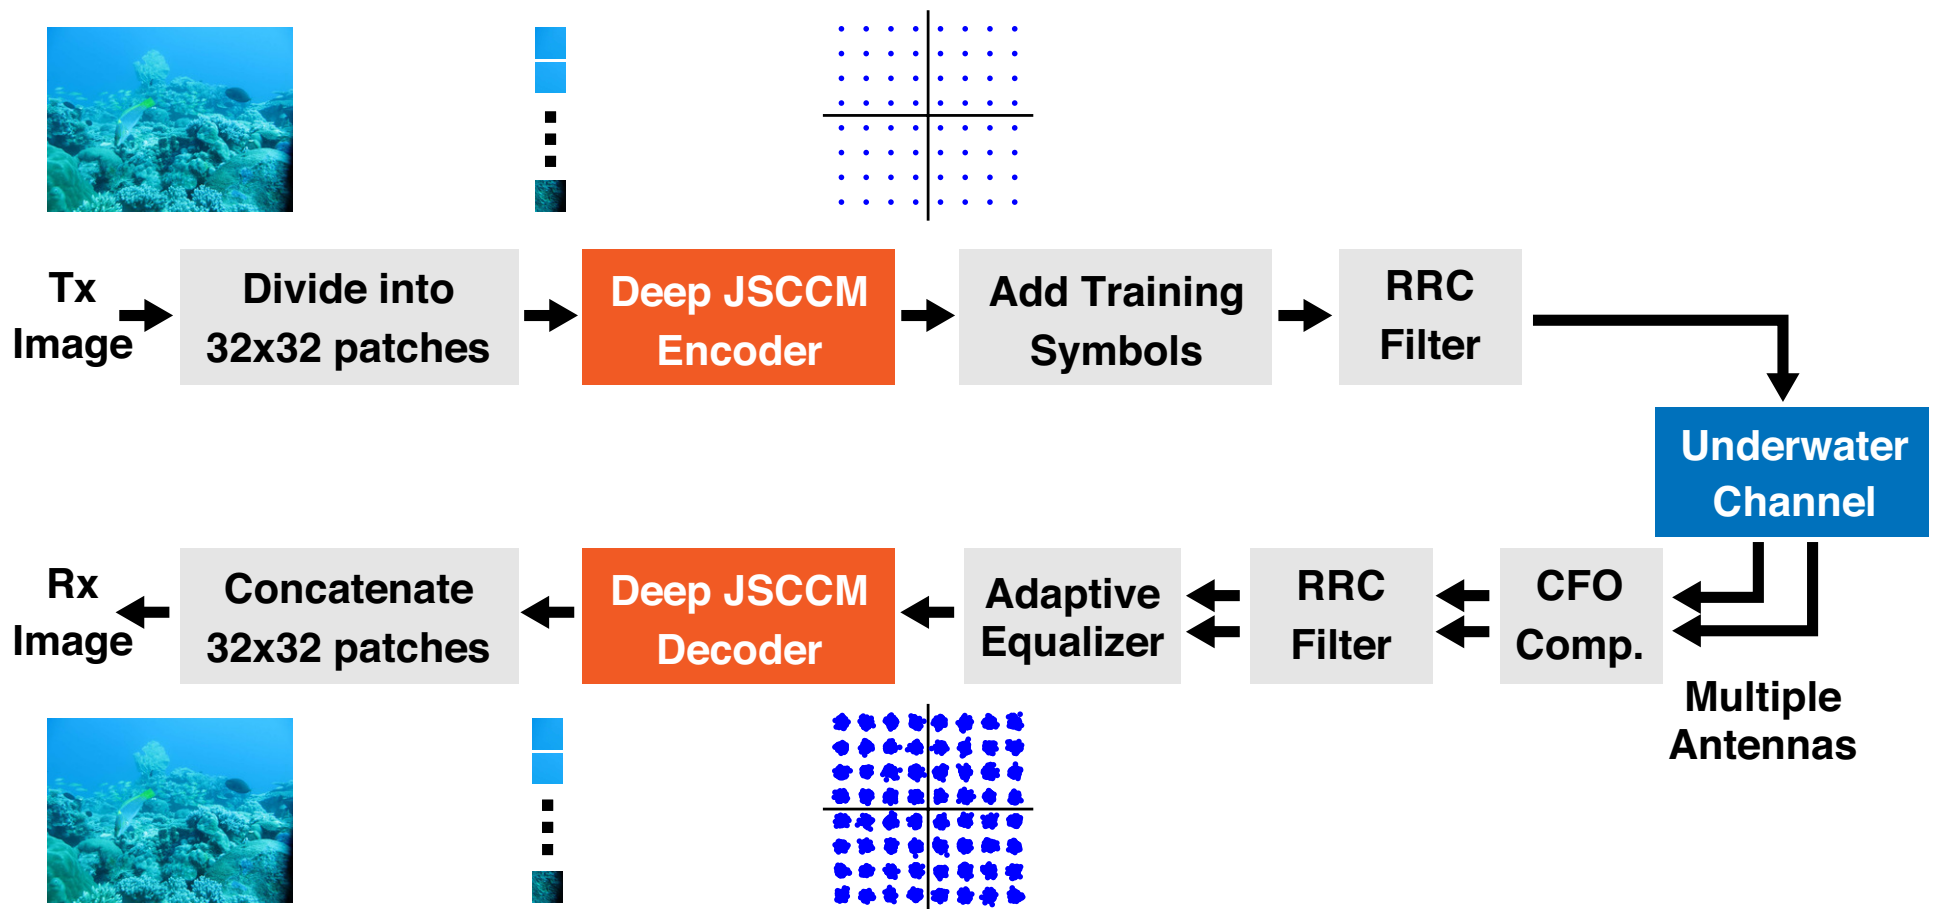 Tx
Image
Divide into
32x32 patches
Deep JSCCM
Encoder
Add Training
Symbols
RRC
Filter
Underwater
Channel
Rx
Image
Concatenate
32x32 patches
Deep JSCCM
Decoder
Adaptive
Equalizer
RRC
Filter
CFO
Comp.
Multiple
Antennas